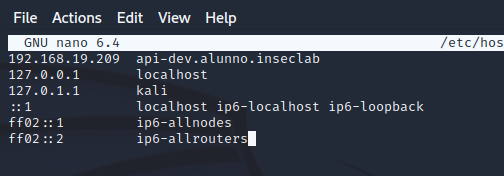 File Actions Edit View Help
GNU nano 6.4 /etc/hos
192.168.19.209 api-dev.alunno.inseclab
127.0.0.1 localhost
127.0.1.1 kali
::1 localhost ip6-localhost ip6-loopback
ff02::1 ip6-allnodes
ff02::2 ip6-allrouters